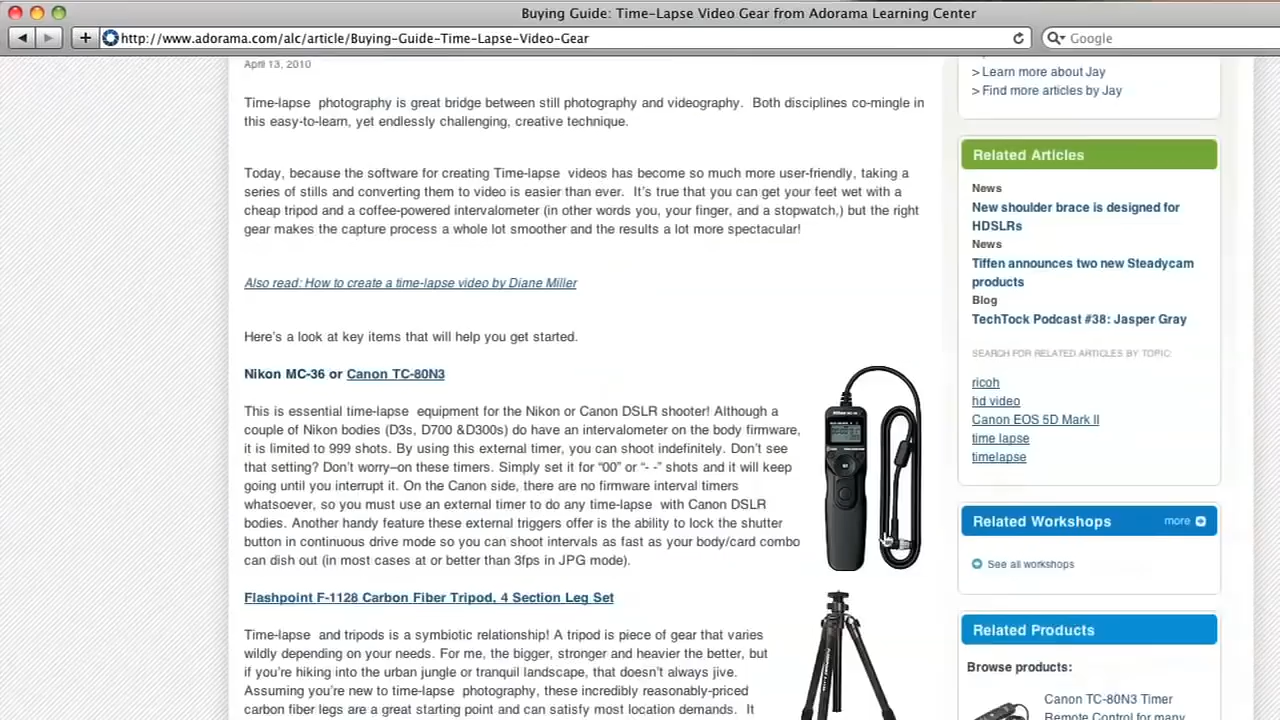 Buying Guide: Time-Lapse Video Gear from Adorama Learning Center
http://www.adorama.com/alc/article/Buying-Guide-Time-Lapse-Video-Gear
Google
April 13, 2010
Time-lapse photography is great bridge between still photography and videography. Both disciplines co-mingle in
this easy-to-learn, yet endlessly challenging, creative technique.
Today, because the software for creating Time-lapse videos has become so much more user-friendly, taking a
series of stills and converting them to video is easier than ever. It's true that you can get your feet wet with a
cheap tripod and a coffee-powered intervalometer (in other words you, your finger, and a stopwatch,) but the right
gear makes the capture process a whole lot smoother and the results a lot more spectacular!
Also read: How to create a time-lapse video by Diane Miller
Here's a look at key items that will help you get started.
Nikon MC-36 or Canon TC-80N3
This is essential time-lapse equipment for the Nikon or Canon DSLR shooter! Although a
couple of Nikon bodies (D3s, D700 &D300s) do have an intervalometer on the body firmware,
it is limited to 999 shots. By using this external timer, you can shoot indefinitely. Don't see
that setting? Don't worry–on these timers. Simply set it for “00” or “- -” shots and it will keep
going until you interrupt it. On the Canon side, there are no firmware interval timers
whatsoever, so you must use an external timer to do any time-lapse with Canon DSLR
bodies. Another handy feature these external triggers offer is the ability to lock the shutter
button in continuous drive mode so you can shoot intervals as fast as your body/card combo
can dish out (in most cases at or better than 3fps in JPG mode).
Flashpoint F-1128 Carbon Fiber Tripod, 4 Section Leg Set
Time-lapse and tripods is a symbiotic relationship! A tripod is piece of gear that varies
wildly depending on your needs. For me, the bigger, stronger and heavier the better, but
if you're hiking into the urban jungle or tranquil landscape, that doesn't always jive.
Assuming you're new to time-lapse photography, these incredibly reasonably-priced
carbon fiber legs are a great starting point and can satisfy most location demands. It
> Learn more about Jay
> Find more articles by Jay
Related Articles
News
New shoulder brace is designed for
HDSLRs
News
Tiffen announces two new Steadycam
products
Blog
TechTock Podcast #38: Jasper Gray
SEARCH FOR RELATED ARTICLES BY TOPIC:
ricoh
hd video
Canon EOS 5D Mark II
time lapse
timelapse
Related Workshops more
See all workshops
Related Products
Browse products:
Canon TC-80N3 Timer
Remote Control for many